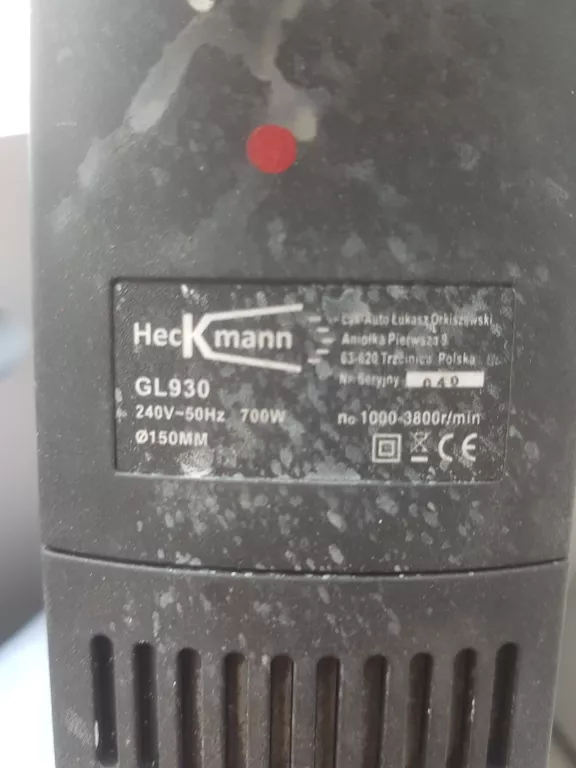 HecKmann
Auto Łukasz Orkiszewski
Pierwsza 9
63-620 Trzcinica Polska
Nr Seryjny 049
GL930
240V~50Hz 700W n₀ 1000-3800r/min
Ø150MM
CE